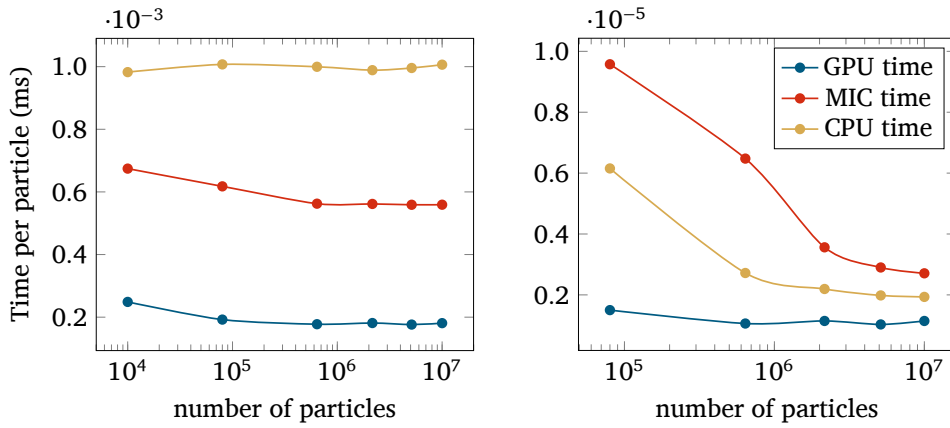 ·10⁻³
1.0
0.8
0.6
0.4
0.2
Time per particle (ms)
10⁴ 10⁵ 10⁶ 10⁷
number of particles
·10⁻⁵
1.0
0.8
0.6
0.4
0.2
10⁵ 10⁶ 10⁷
number of particles
GPU time
MIC time
CPU time